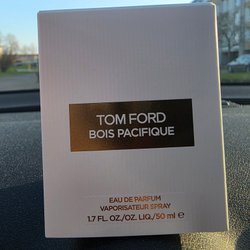 TOM FORD
BOIS PACIFIQUE
EAU DE PARFUM
VAPORISATEUR SPRAY
1.7 FL. OZ./OZ. LIQ./50 ml ℮